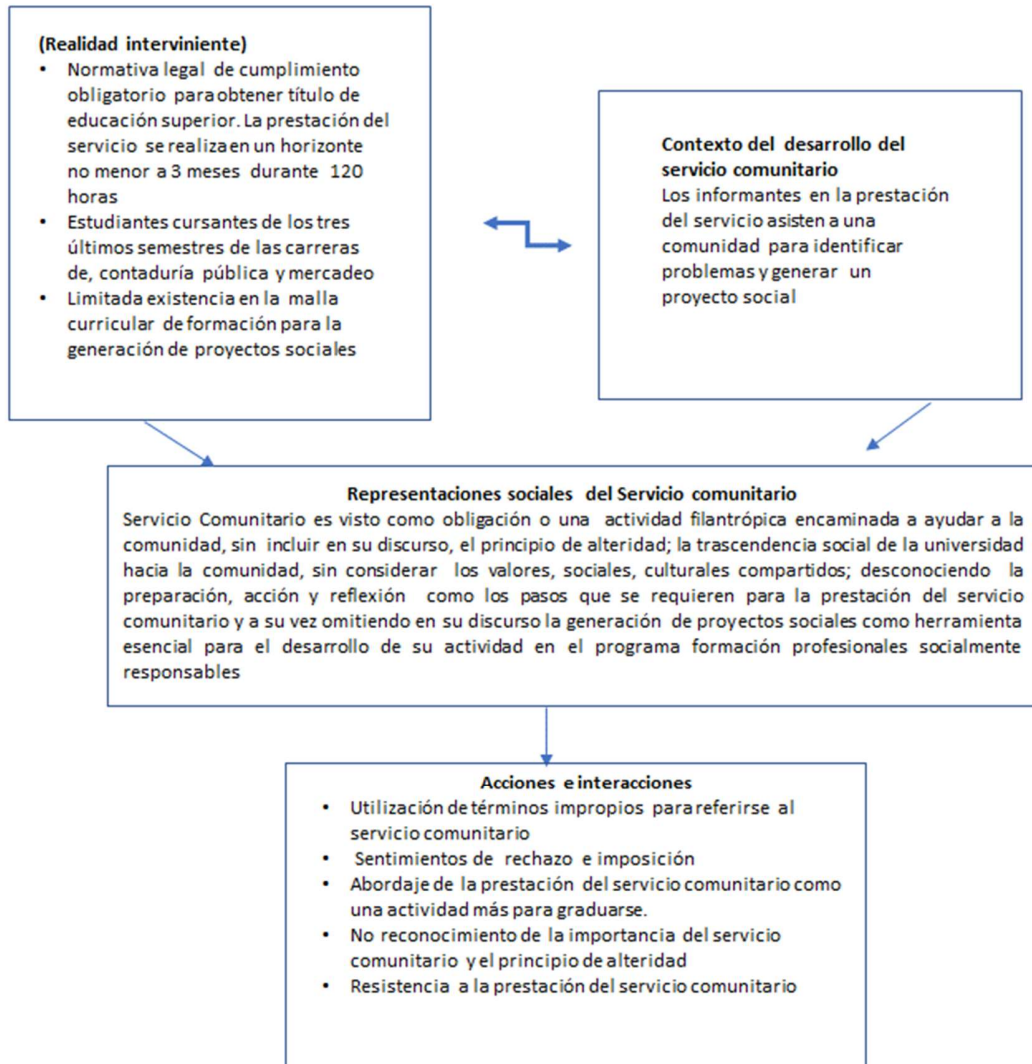 (Realidad interviniente)
• Normativa legal de cumplimiento
obligatorio para obtener título de
educación superior. La prestación del
servicio se realiza en un horizonte
no menor a 3 meses durante 120
horas
• Estudiantes cursantes de los tres
últimos semestres de las carreras
de, contaduría pública y mercadeo
• Limitada existencia en la malla
curricular de formación para la
generación de proyectos sociales
Contexto del desarrollo del
servicio comunitario
Los informantes en la prestación
del servicio asisten a una
comunidad para identificar
problemas y generar un
proyecto social
Representaciones sociales del Servicio comunitario
Servicio Comunitario es visto como obligación o una actividad filantrópica encaminada a ayudar a la
comunidad, sin incluir en su discurso, el principio de alteridad; la trascendencia social de la universidad
hacia la comunidad, sin considerar los valores, sociales, culturales compartidos; desconociendo la
preparación, acción y reflexión como los pasos que se requieren para la prestación del servicio
comunitario y a su vez omitiendo en su discurso la generación de proyectos sociales como herramienta
esencial para el desarrollo de su actividad en el programa formación profesionales socialmente
responsables
Acciones e interacciones
• Utilización de términos impropios para referirse al
servicio comunitario
• Sentimientos de rechazo e imposición
• Abordaje de la prestación del servicio comunitario como
una actividad más para graduarse.
• No reconocimiento de la importancia del servicio
comunitario y el principio de alteridad
• Resistencia a la prestación del servicio comunitario